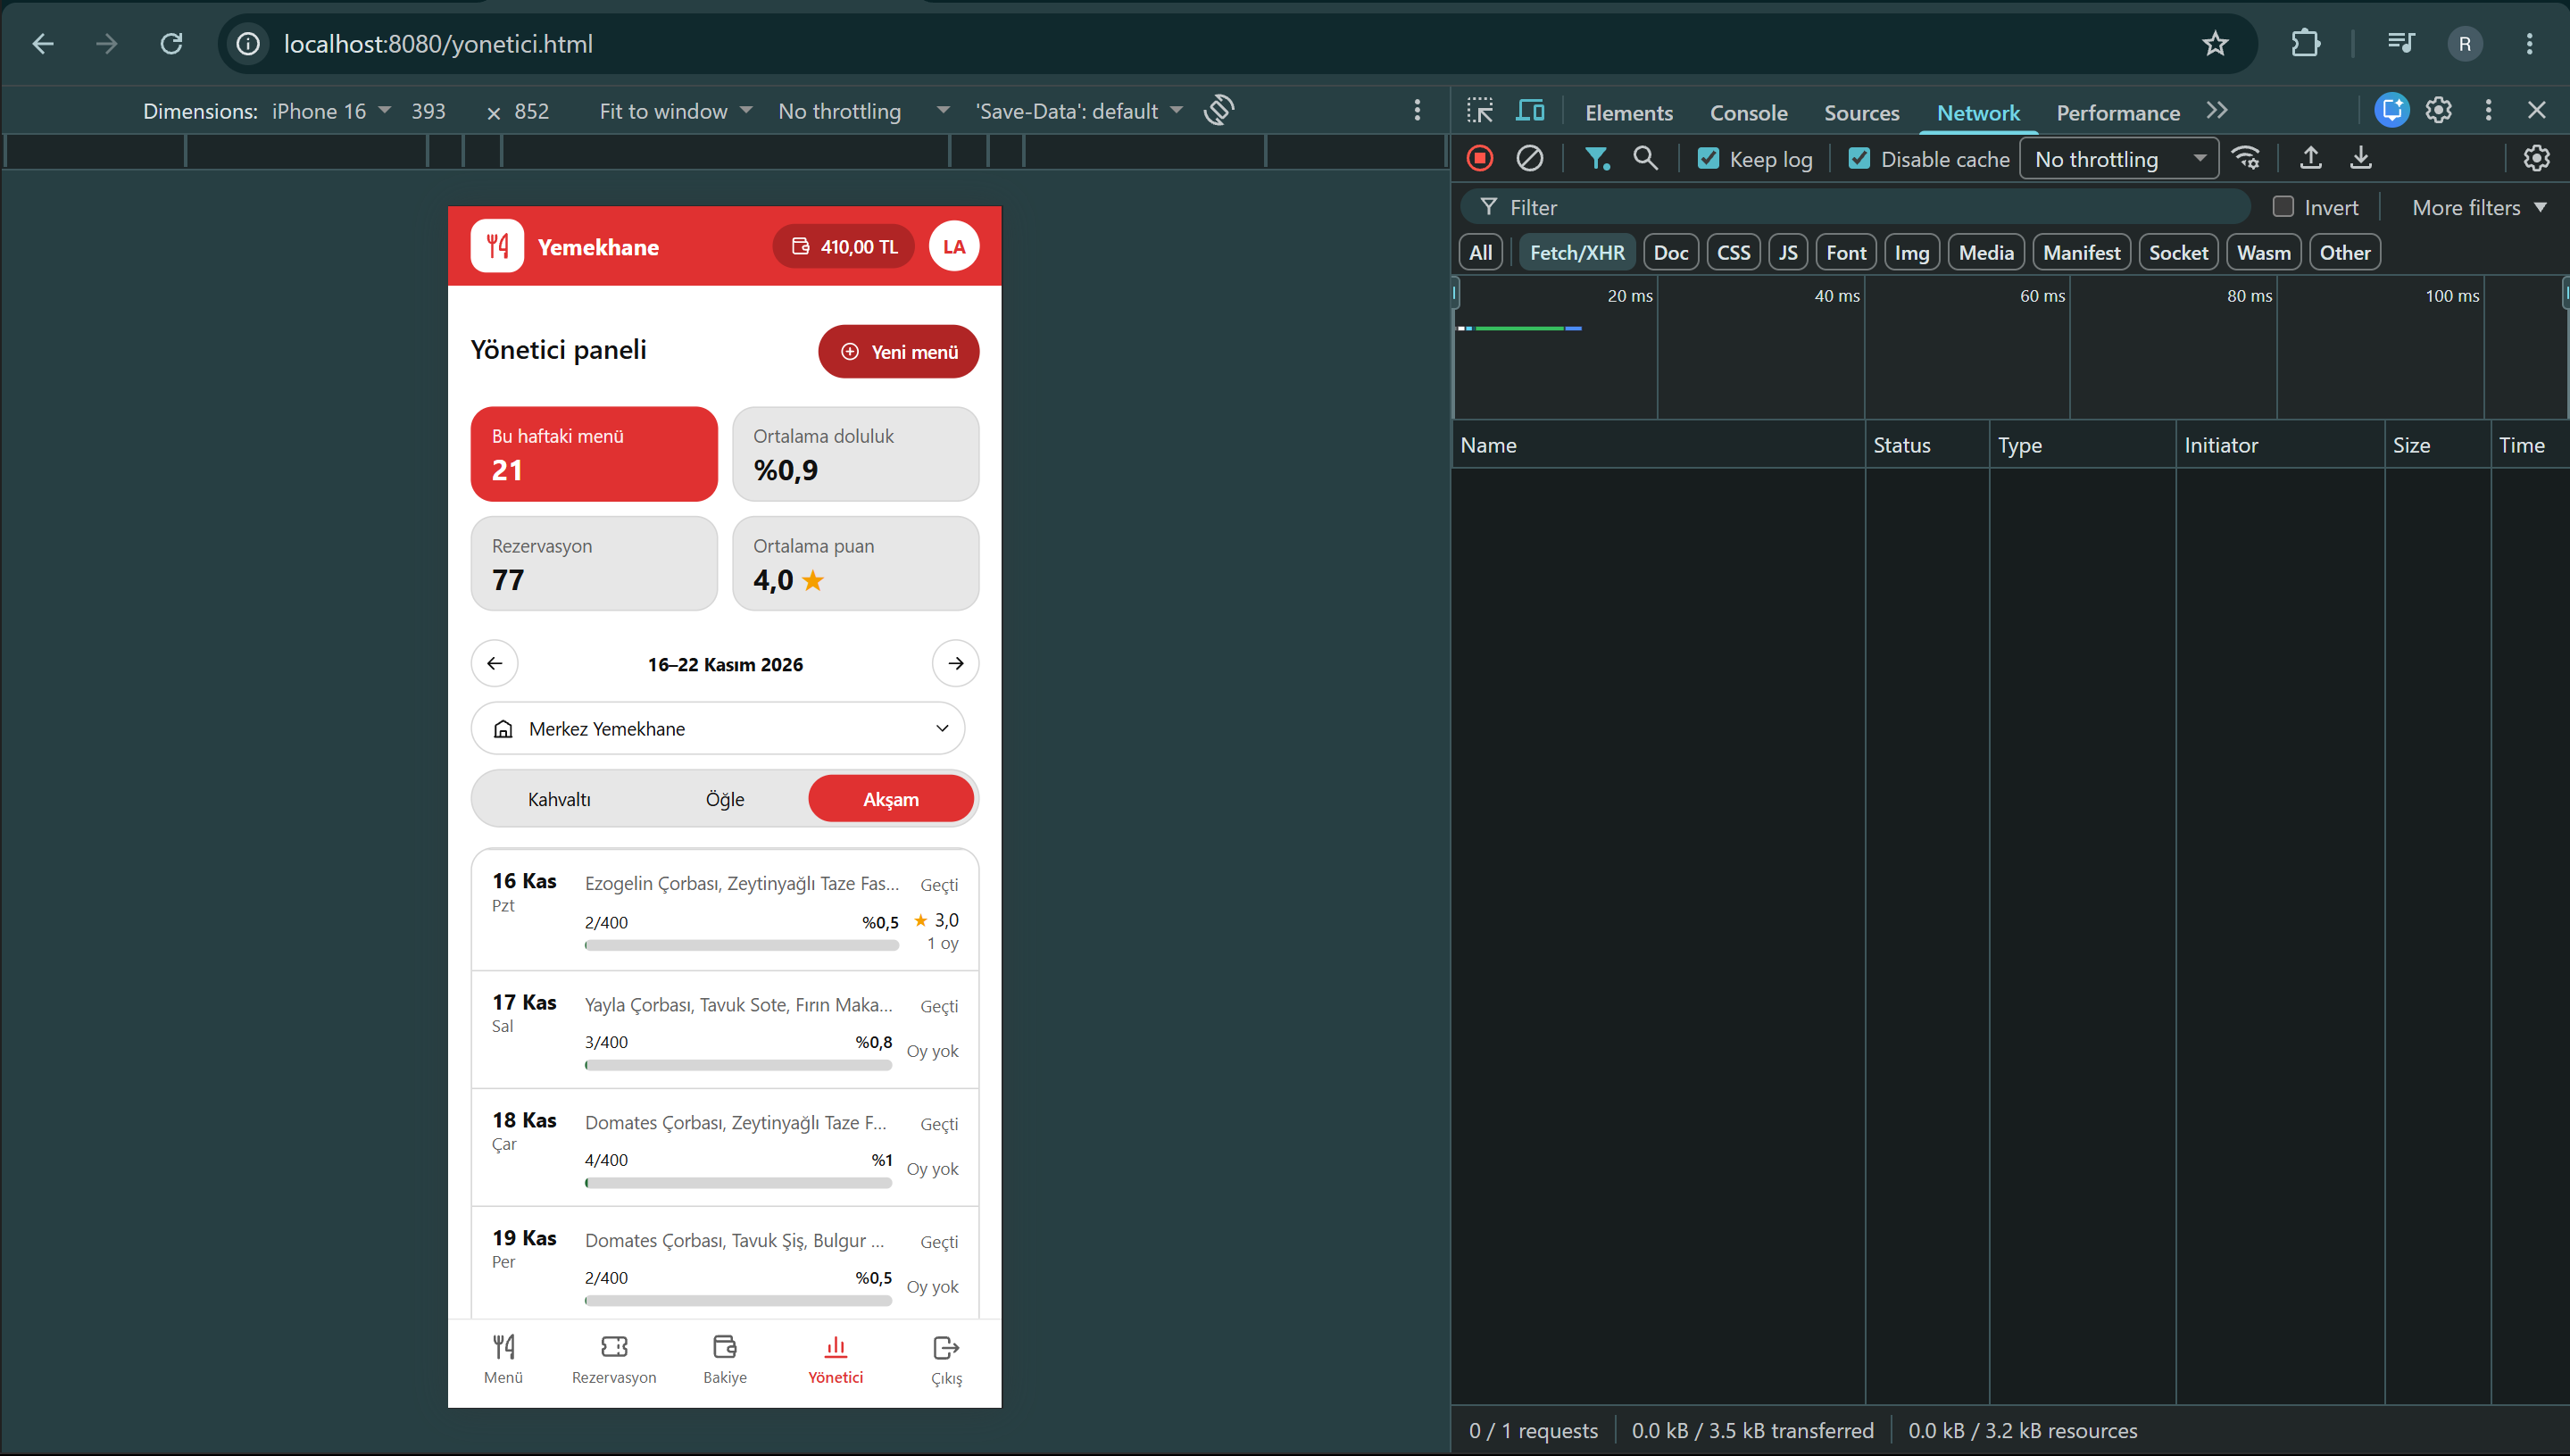 localhost:8080/yonetici.html
R
Dimensions: iPhone 16 393 × 852 Fit to window No throttling 'Save-Data': default
Elements Console Sources Network Performance
Keep log Disable cache No throttling
Filter Invert More filters
All Fetch/XHR Doc CSS JS Font Img Media Manifest Socket Wasm Other
20 ms 40 ms 60 ms 80 ms 100 ms
Name Status Type Initiator Size Time
0 / 1 requests 0.0 kB / 3.5 kB transferred 0.0 kB / 3.2 kB resources
Yemekhane 410,00 TL LA
Yönetici paneli Yeni menü
Bu haftaki menü
21
Ortalama doluluk
%0,9
Rezervasyon
77
Ortalama puan
4,0 ★
16–22 Kasım 2026
Merkez Yemekhane
Kahvaltı Öğle Akşam
16 Kas Ezogelin Çorbası, Zeytinyağlı Taze Fas... Geçti
Pzt
2/400 %0,5 ★ 3,0
1 oy
17 Kas Yayla Çorbası, Tavuk Sote, Fırın Maka... Geçti
Sal
3/400 %0,8 Oy yok
18 Kas Domates Çorbası, Zeytinyağlı Taze F... Geçti
Çar
4/400 %1 Oy yok
19 Kas Domates Çorbası, Tavuk Şiş, Bulgur ... Geçti
Per
2/400 %0,5 Oy yok
Menü Rezervasyon Bakiye Yönetici Çıkış